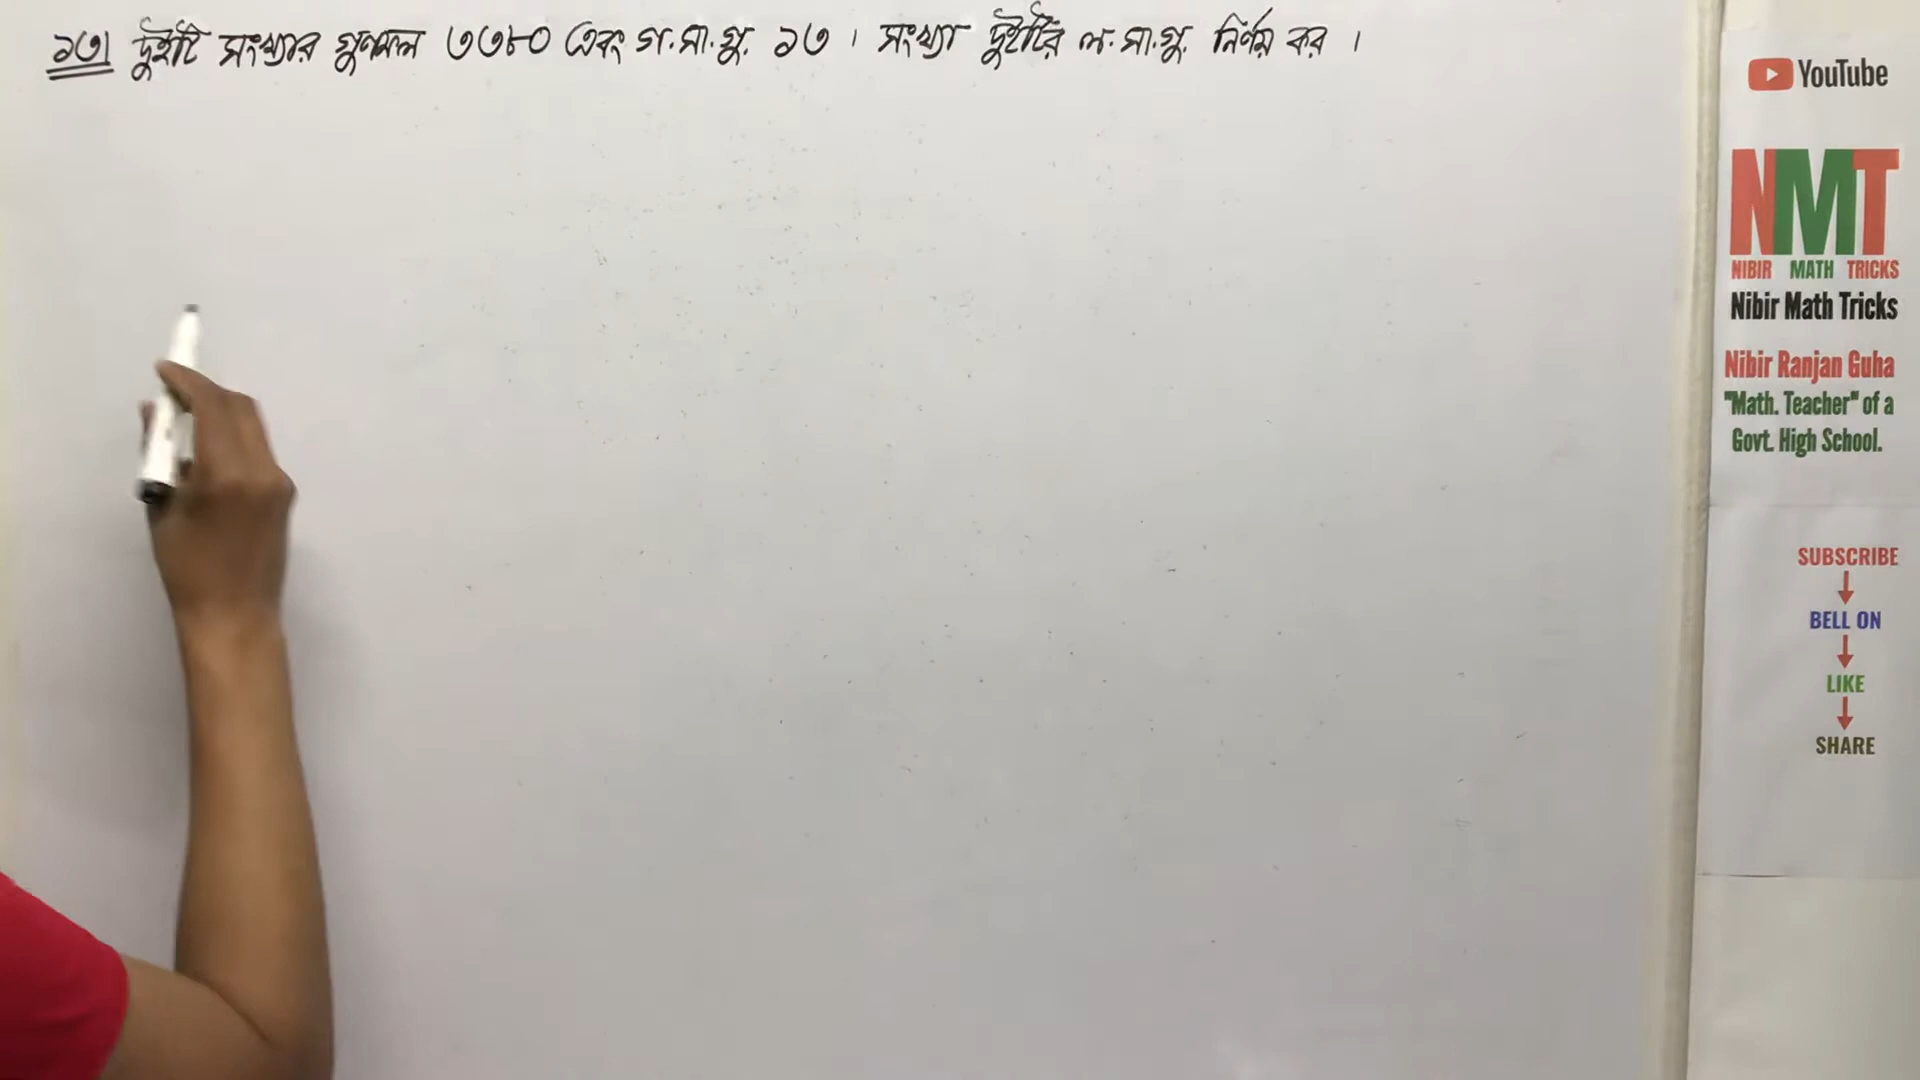 ১৩। দুইটি সংখ্যার গুণফল ৩৩৮০ এবং গ.সা.গু. ১৩। সংখ্যা দুইটির ল.সা.গু. নির্ণয় কর।
YouTube
NMT
NIBIR MATH TRICKS
Nibir Math Tricks
Nibir Ranjan Guha
"Math. Teacher" of a
Govt. High School.
SUBSCRIBE
BELL ON
LIKE
SHARE